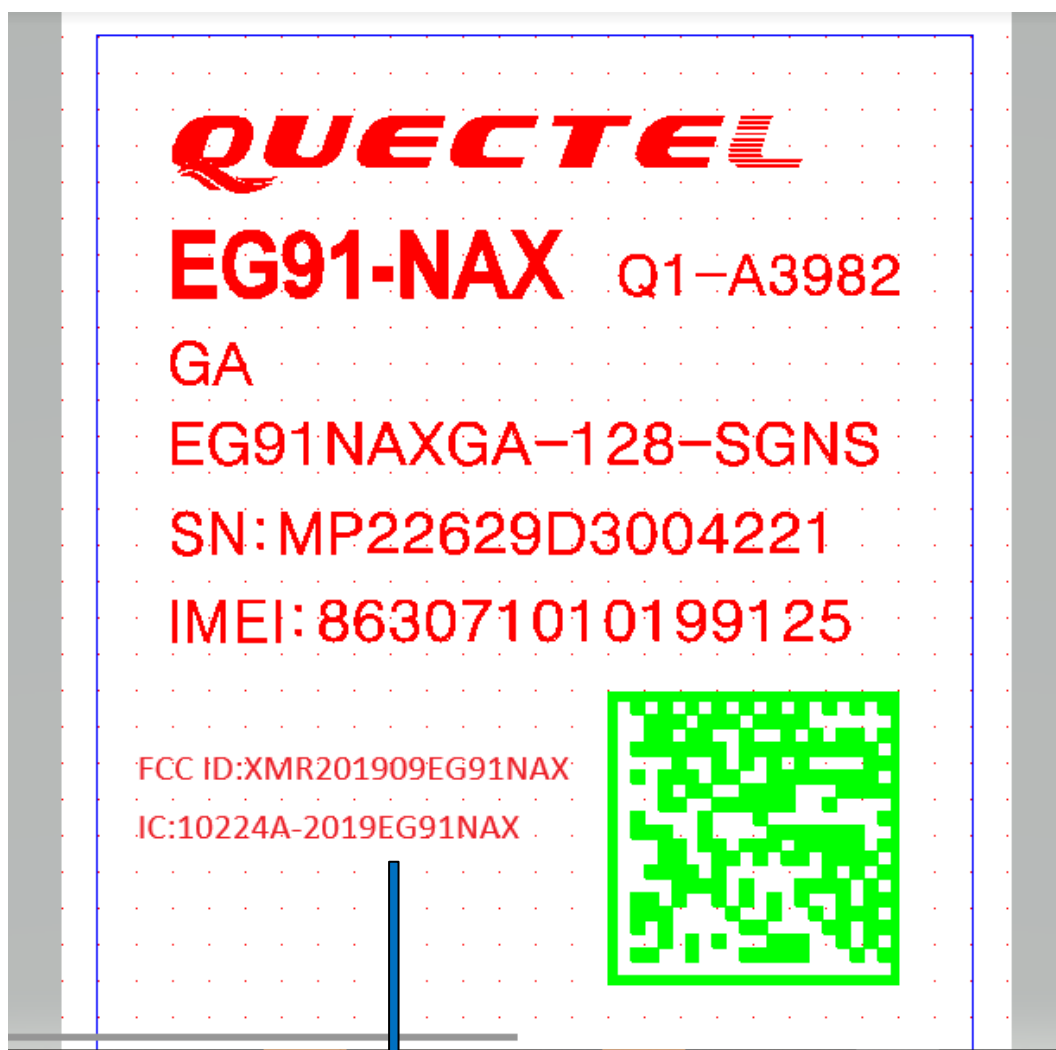 QUECTEL
EG91-NAX Q1-A3982
GA
EG91NAXGA-128-SGNS
SN:MP22629D3004221
IMEI:863071010199125
FCC ID:XMR201909EG91NAX
IC:10224A-2019EG91NAX